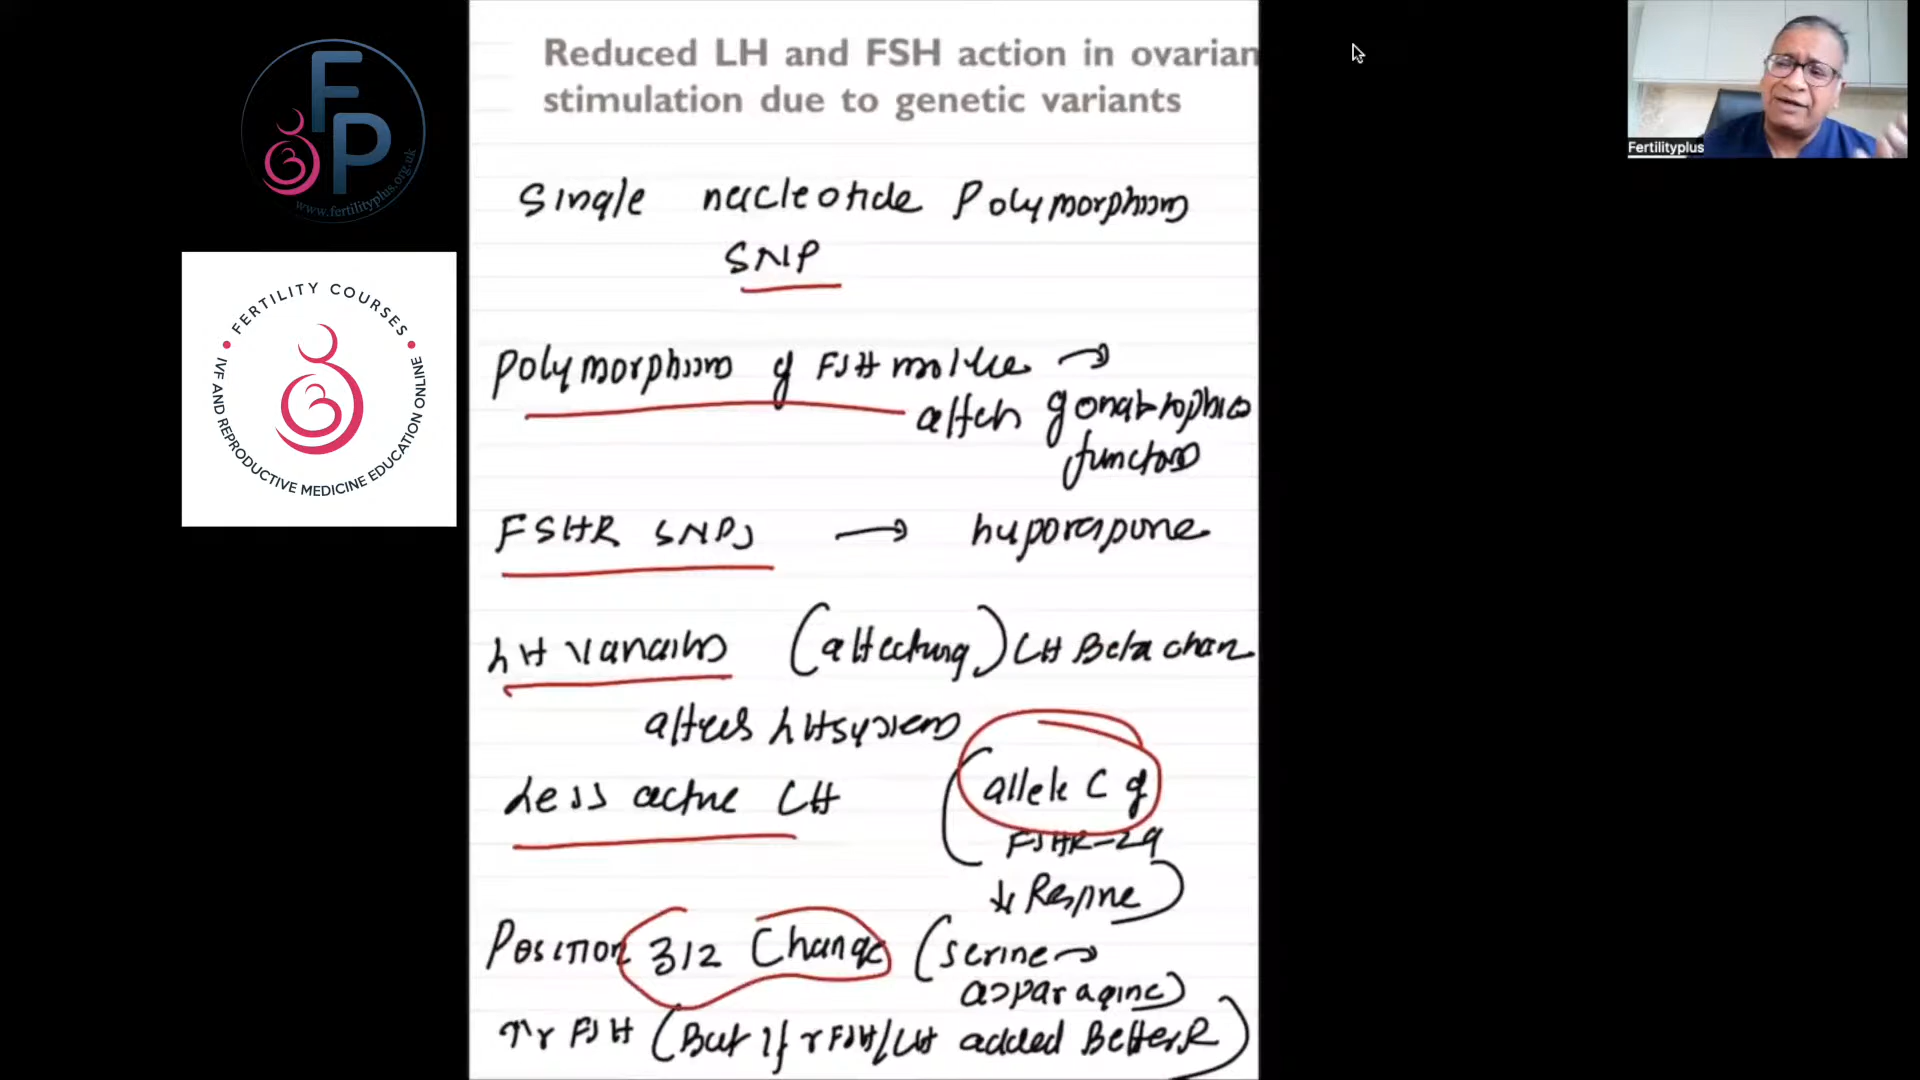 Reduced LH and FSH action in ovarian
stimulation due to genetic variants
Single nucleotide Polymorphism
SNP
Polymorphism of FSH molecule →
alters gonadotrophin
function
FSHR SNPs → hyporesponse
LH variants (affecting) LH Beta chain
affects LH system
Less active LH
(allele C of
FSHR-29
↓ Response)
Position 312 Change (serine →
asparagine)
↑r FSH (But if rFSH/LH added Better R)
FP
www.fertilityplus.org.uk
FERTILITY COURSES
IVF AND REPRODUCTIVE MEDICINE EDUCATION ONLINE
Fertilityplus